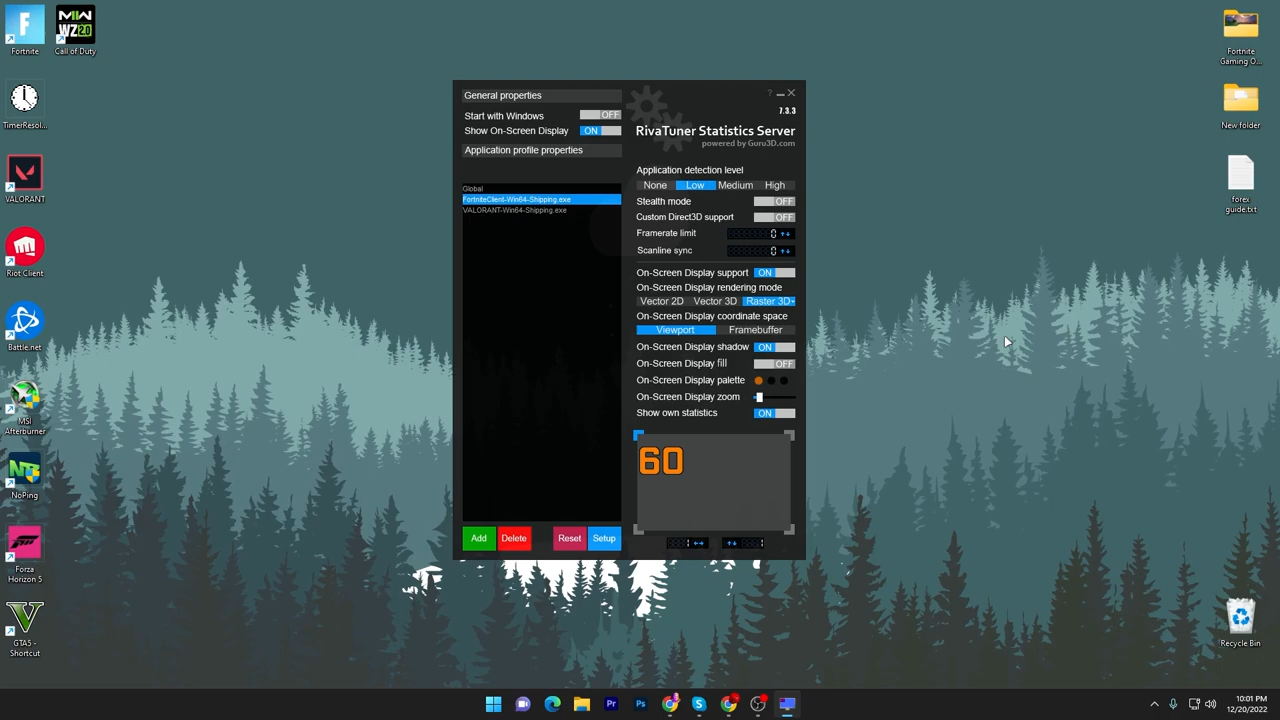 Fortnite
MW
WZ 2.0
Call of Duty
TimerResol...
VALORANT
Riot Client
Battle.net
MSI
Afterburner
NoPing
Forza
Horizon 5
GTA5 -
Shortcut
General properties
Start with Windows OFF
Show On-Screen Display ON
Application profile properties
Global
FortniteClient-Win64-Shipping.exe
VALORANT-Win64-Shipping.exe
Add Delete Reset Setup
?
7.3.3
RivaTuner Statistics Server
powered by Guru3D.com
Application detection level
None Low Medium High
Stealth mode OFF
Custom Direct3D support OFF
Framerate limit 0
Scanline sync 0
On-Screen Display support ON
On-Screen Display rendering mode
Vector 2D Vector 3D Raster 3D
On-Screen Display coordinate space
Viewport Framebuffer
On-Screen Display shadow ON
On-Screen Display fill OFF
On-Screen Display palette
On-Screen Display zoom
Show own statistics ON
60
1 1
Fortnite
Gaming O...
New folder
forex
guide.txt
Recycle Bin
Pr
Ps
10:01 PM
12/20/2022